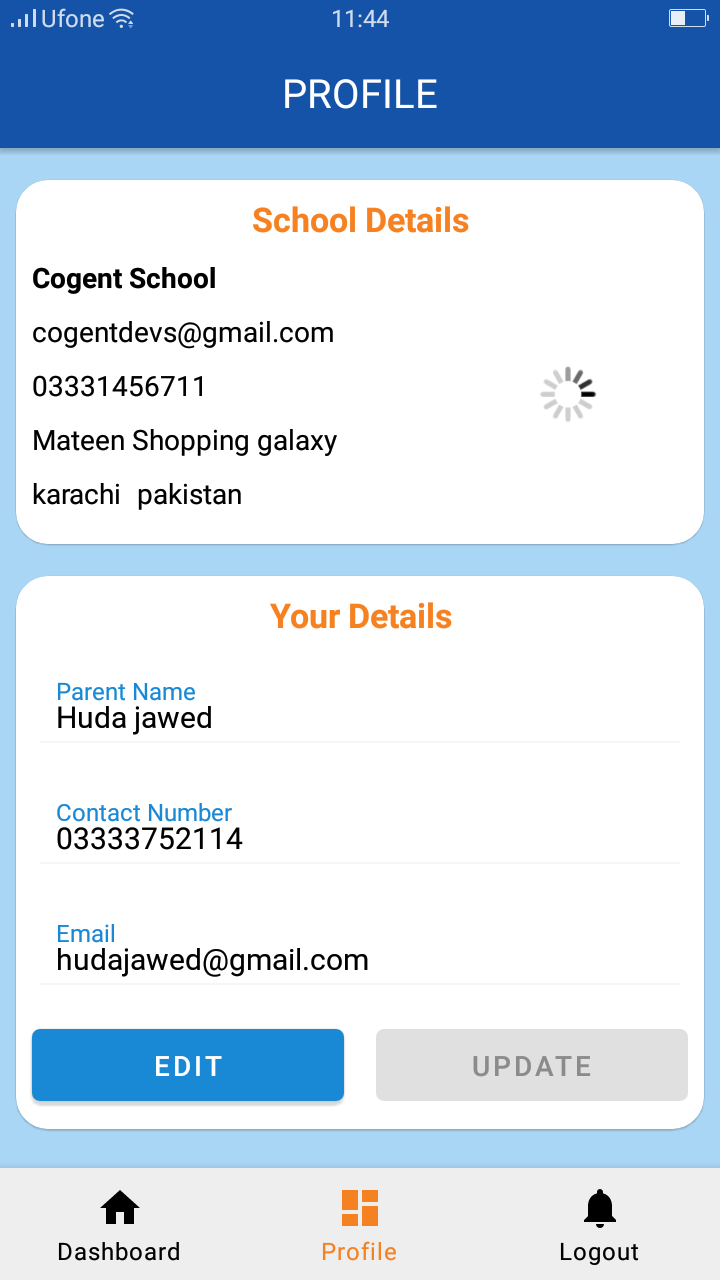 Ufone 11:44
PROFILE
School Details
Cogent School
cogentdevs@gmail.com
03331456711
Mateen Shopping galaxy
karachi pakistan
Your Details
Parent Name
Huda jawed
Contact Number
03333752114
Email
hudajawed@gmail.com
EDIT UPDATE
Dashboard Profile Logout